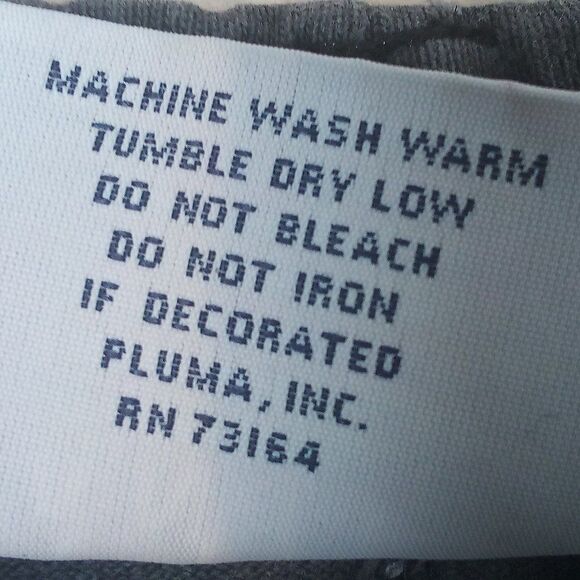 MACHINE WASH WARM
TUMBLE DRY LOW
DO NOT BLEACH
DO NOT IRON
IF DECORATED
PLUMA, INC.
RN 73164